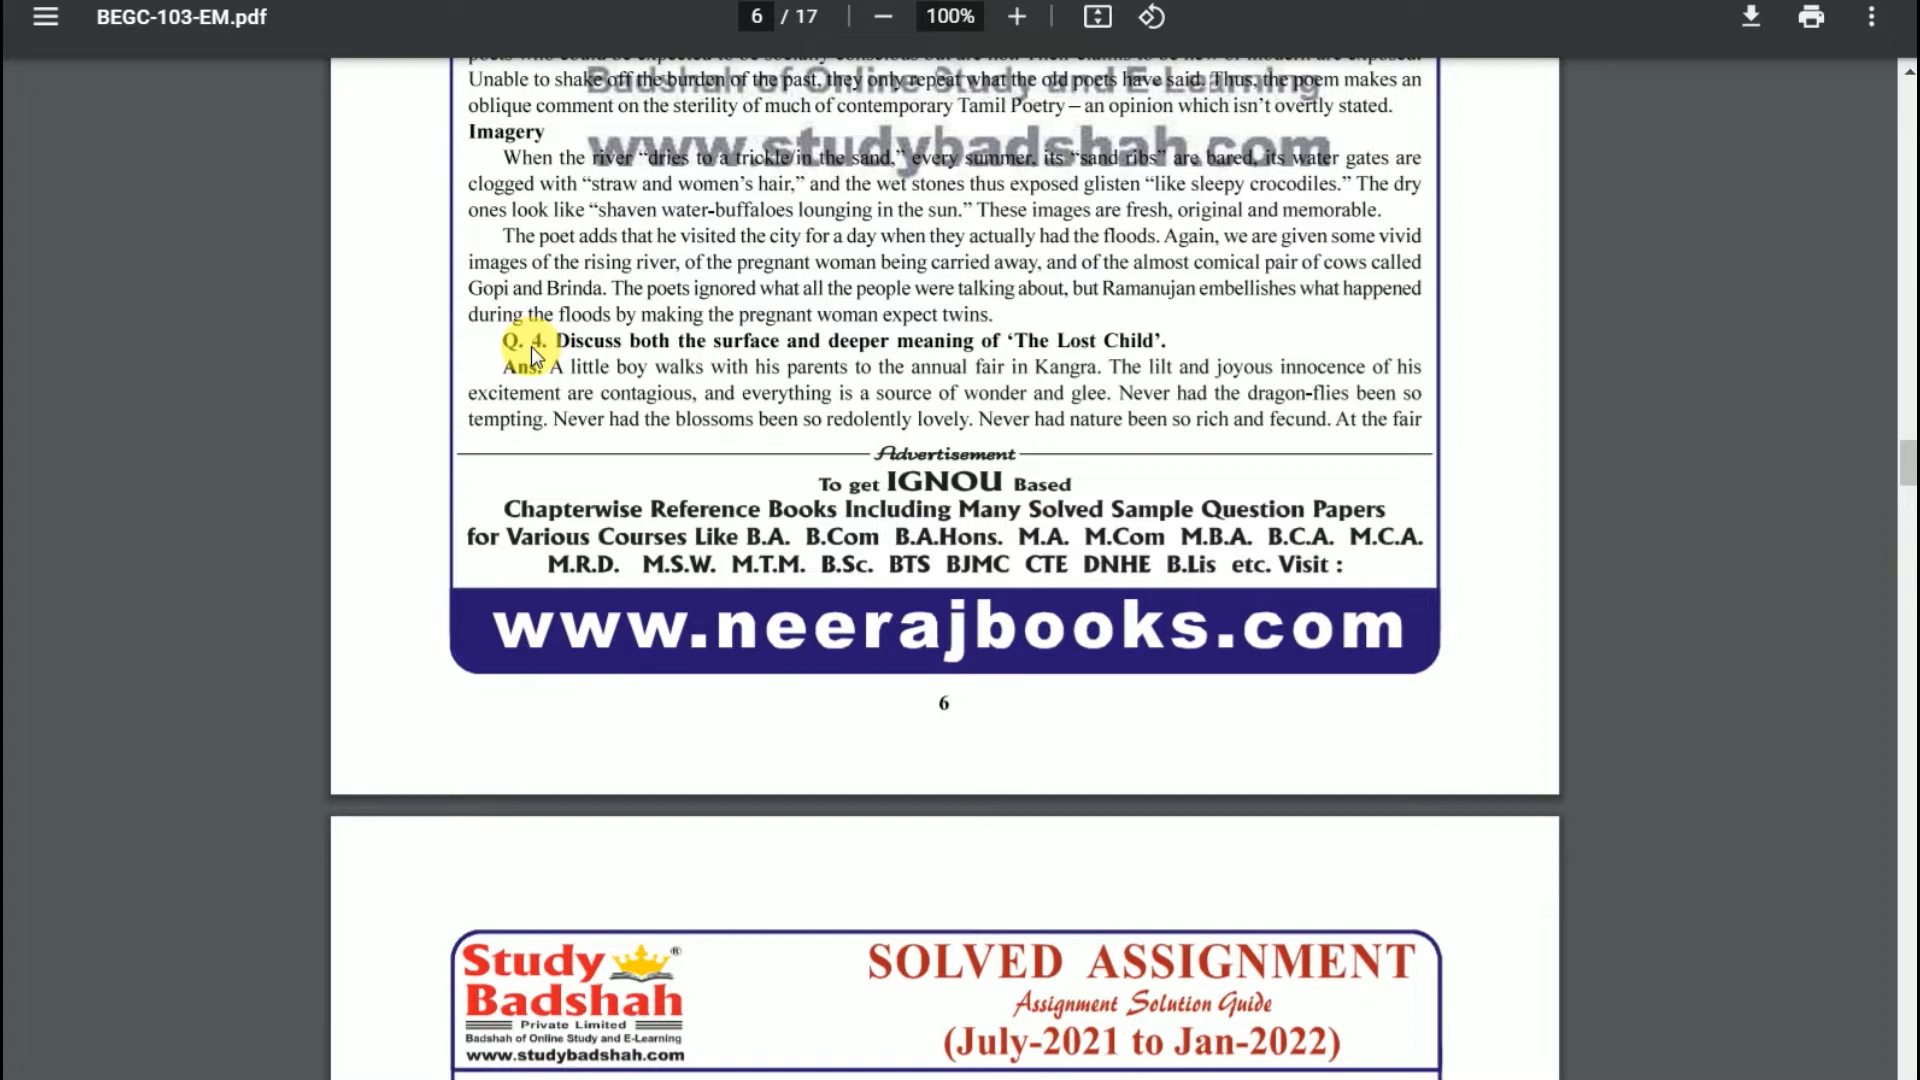 BEGC-103-EM.pdf
6 / 17
100%
Unable to shake off the burden of the past, they only repeat what the old poets have said. Thus, the poem makes an
Badshah of Online Study and E-Learning
oblique comment on the sterility of much of contemporary Tamil Poetry – an opinion which isn’t overtly stated.
Imagery
www.studybadshah.com
When the river “dries to a trickle/in the sand,” every summer, its “sand ribs” are bared, its water gates are
clogged with “straw and women’s hair,” and the wet stones thus exposed glisten “like sleepy crocodiles.” The dry
ones look like “shaven water-buffaloes lounging in the sun.” These images are fresh, original and memorable.
The poet adds that he visited the city for a day when they actually had the floods. Again, we are given some vivid
images of the rising river, of the pregnant woman being carried away, and of the almost comical pair of cows called
Gopi and Brinda. The poets ignored what all the people were talking about, but Ramanujan embellishes what happened
during the floods by making the pregnant woman expect twins.
Q. 4. Discuss both the surface and deeper meaning of ‘The Lost Child’.
Ans. A little boy walks with his parents to the annual fair in Kangra. The lilt and joyous innocence of his
excitement are contagious, and everything is a source of wonder and glee. Never had the dragon-flies been so
tempting. Never had the blossoms been so redolently lovely. Never had nature been so rich and fecund. At the fair
Advertisement
To get IGNOU Based
Chapterwise Reference Books Including Many Solved Sample Question Papers
for Various Courses Like B.A. B.Com B.A.Hons. M.A. M.Com M.B.A. B.C.A. M.C.A.
M.R.D. M.S.W. M.T.M. B.Sc. BTS BJMC CTE DNHE B.Lis etc. Visit :
www.neerajbooks.com
6
Study
Badshah
®
Private Limited
Badshah of Online Study and E-Learning
www.studybadshah.com
SOLVED ASSIGNMENT
Assignment Solution Guide
(July-2021 to Jan-2022)